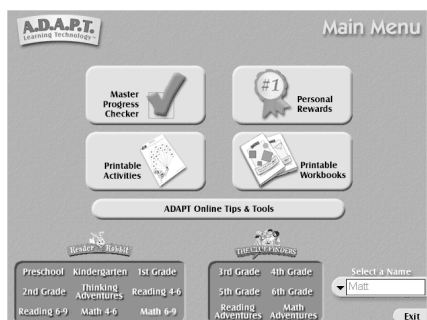 A.D.A.P.T.
Learning Technology™
Main Menu
Master
Progress
Checker
#1
Personal
Rewards
Printable
Activities
Printable
Workbooks
ADAPT Online Tips & Tools
Reader Rabbit
Preschool Kindergarten 1st Grade
2nd Grade Thinking Adventures Reading 4-6
Reading 6-9 Math 4-6 Math 6-9
THE CLUE FINDERS
3rd Grade 4th Grade
5th Grade 6th Grade
Reading Adventures Math Adventures
Select a Name
Matt
Exit